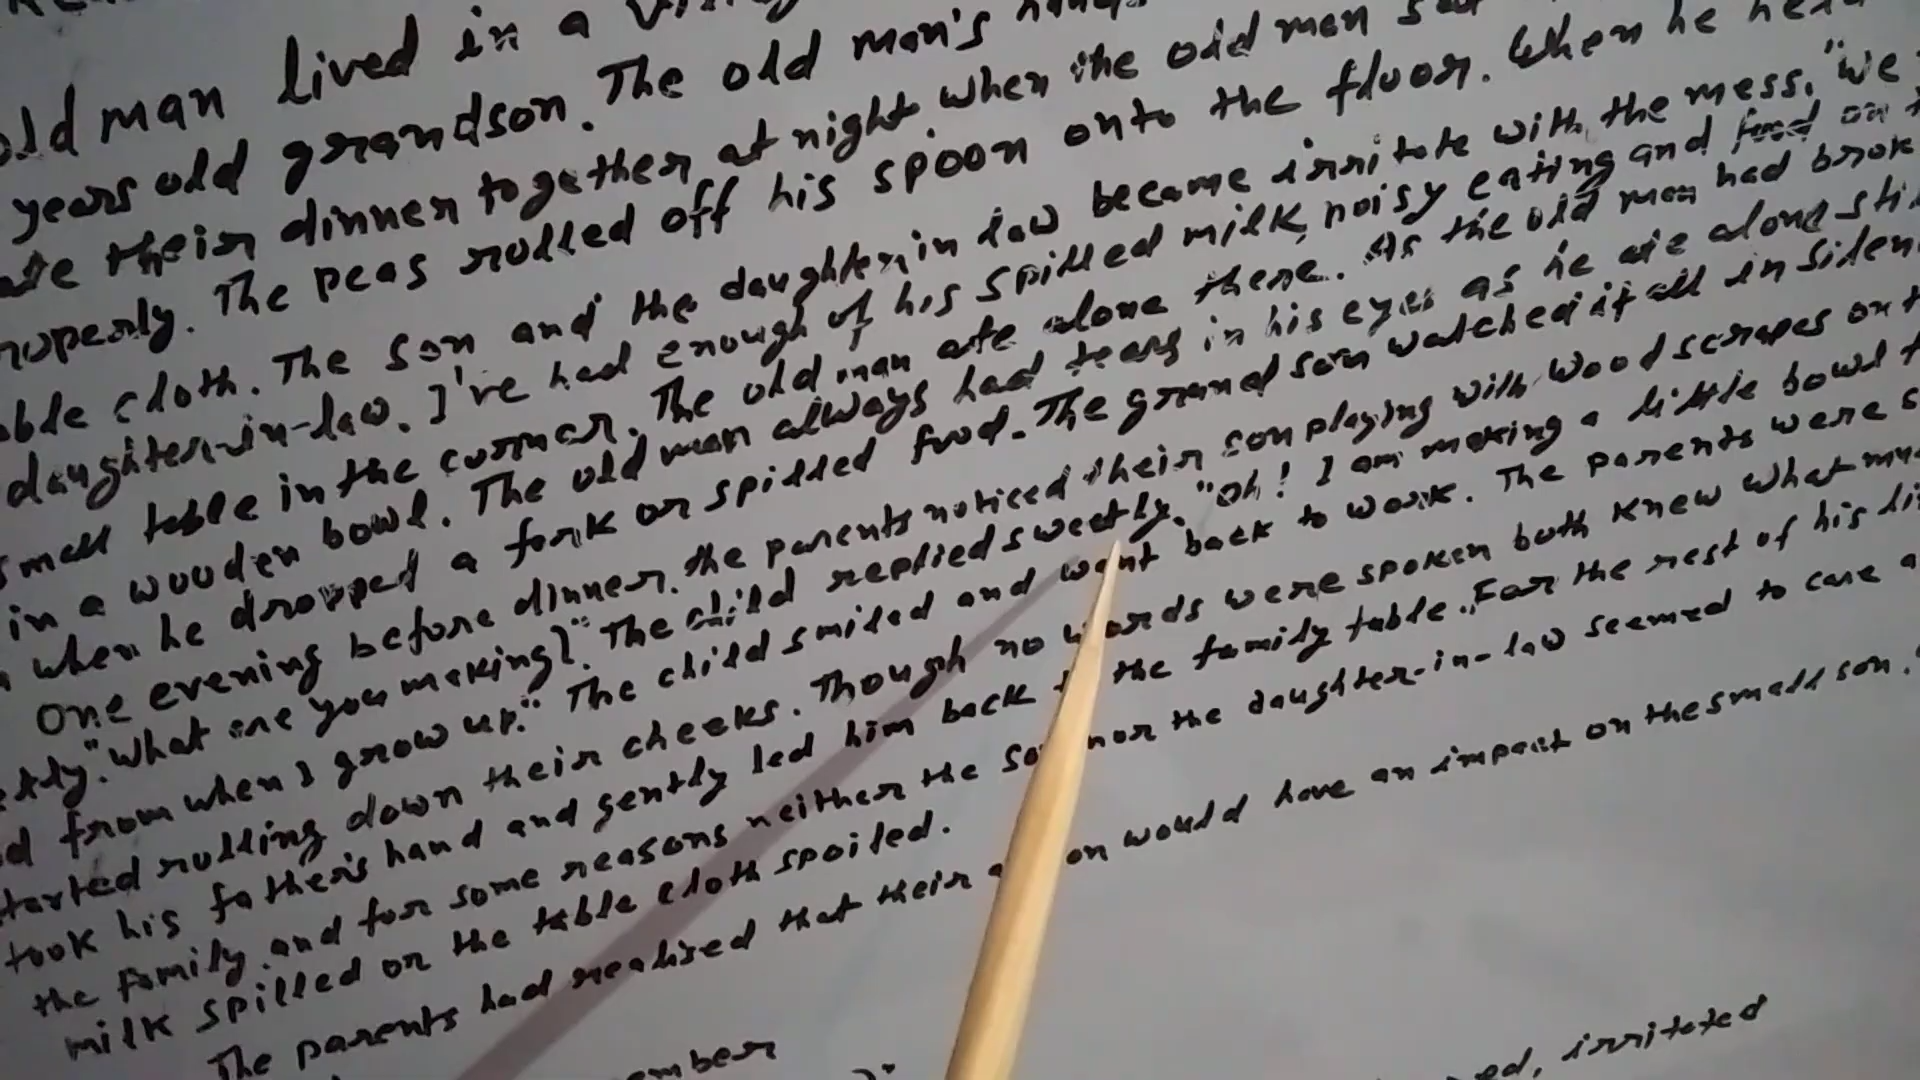 old man lived in a
years old grandson. The old man's
ate their dinner together at night. When the old man sat
properly. The peas rolled off his spoon onto the floor. When he held
table cloth. The son and the daughter in law became irritate with the mess. "We
daughter-in-law. I've had enough of his spilled milk, noisy eating and food on
small table in the corner. The old man ate alone there. As the old man had brok
in a wooden bowl. The old man always had tears in his eyes as he ate alone still
when he dropped a fork or spilled food. The grand son watched it all in silen
One evening before dinner, the parents noticed their son playing with wood scrapes on
"What are you making?". The child replied sweetly. "Oh! I am making a little bowl
from when I grow up." The child smiled and went back to work. The parents were
started rolling down their cheeks. Though no words were spoken both knew what mu
took his father's hand and gently led him back the family table. For the rest of his li
the family, and for some reasons neither the so nor the daughter-in-law seemed to care
milk spilled on the table cloth spoiled.
The parents had realised that their on would have an impact on the small son.
ember
ed, irritated